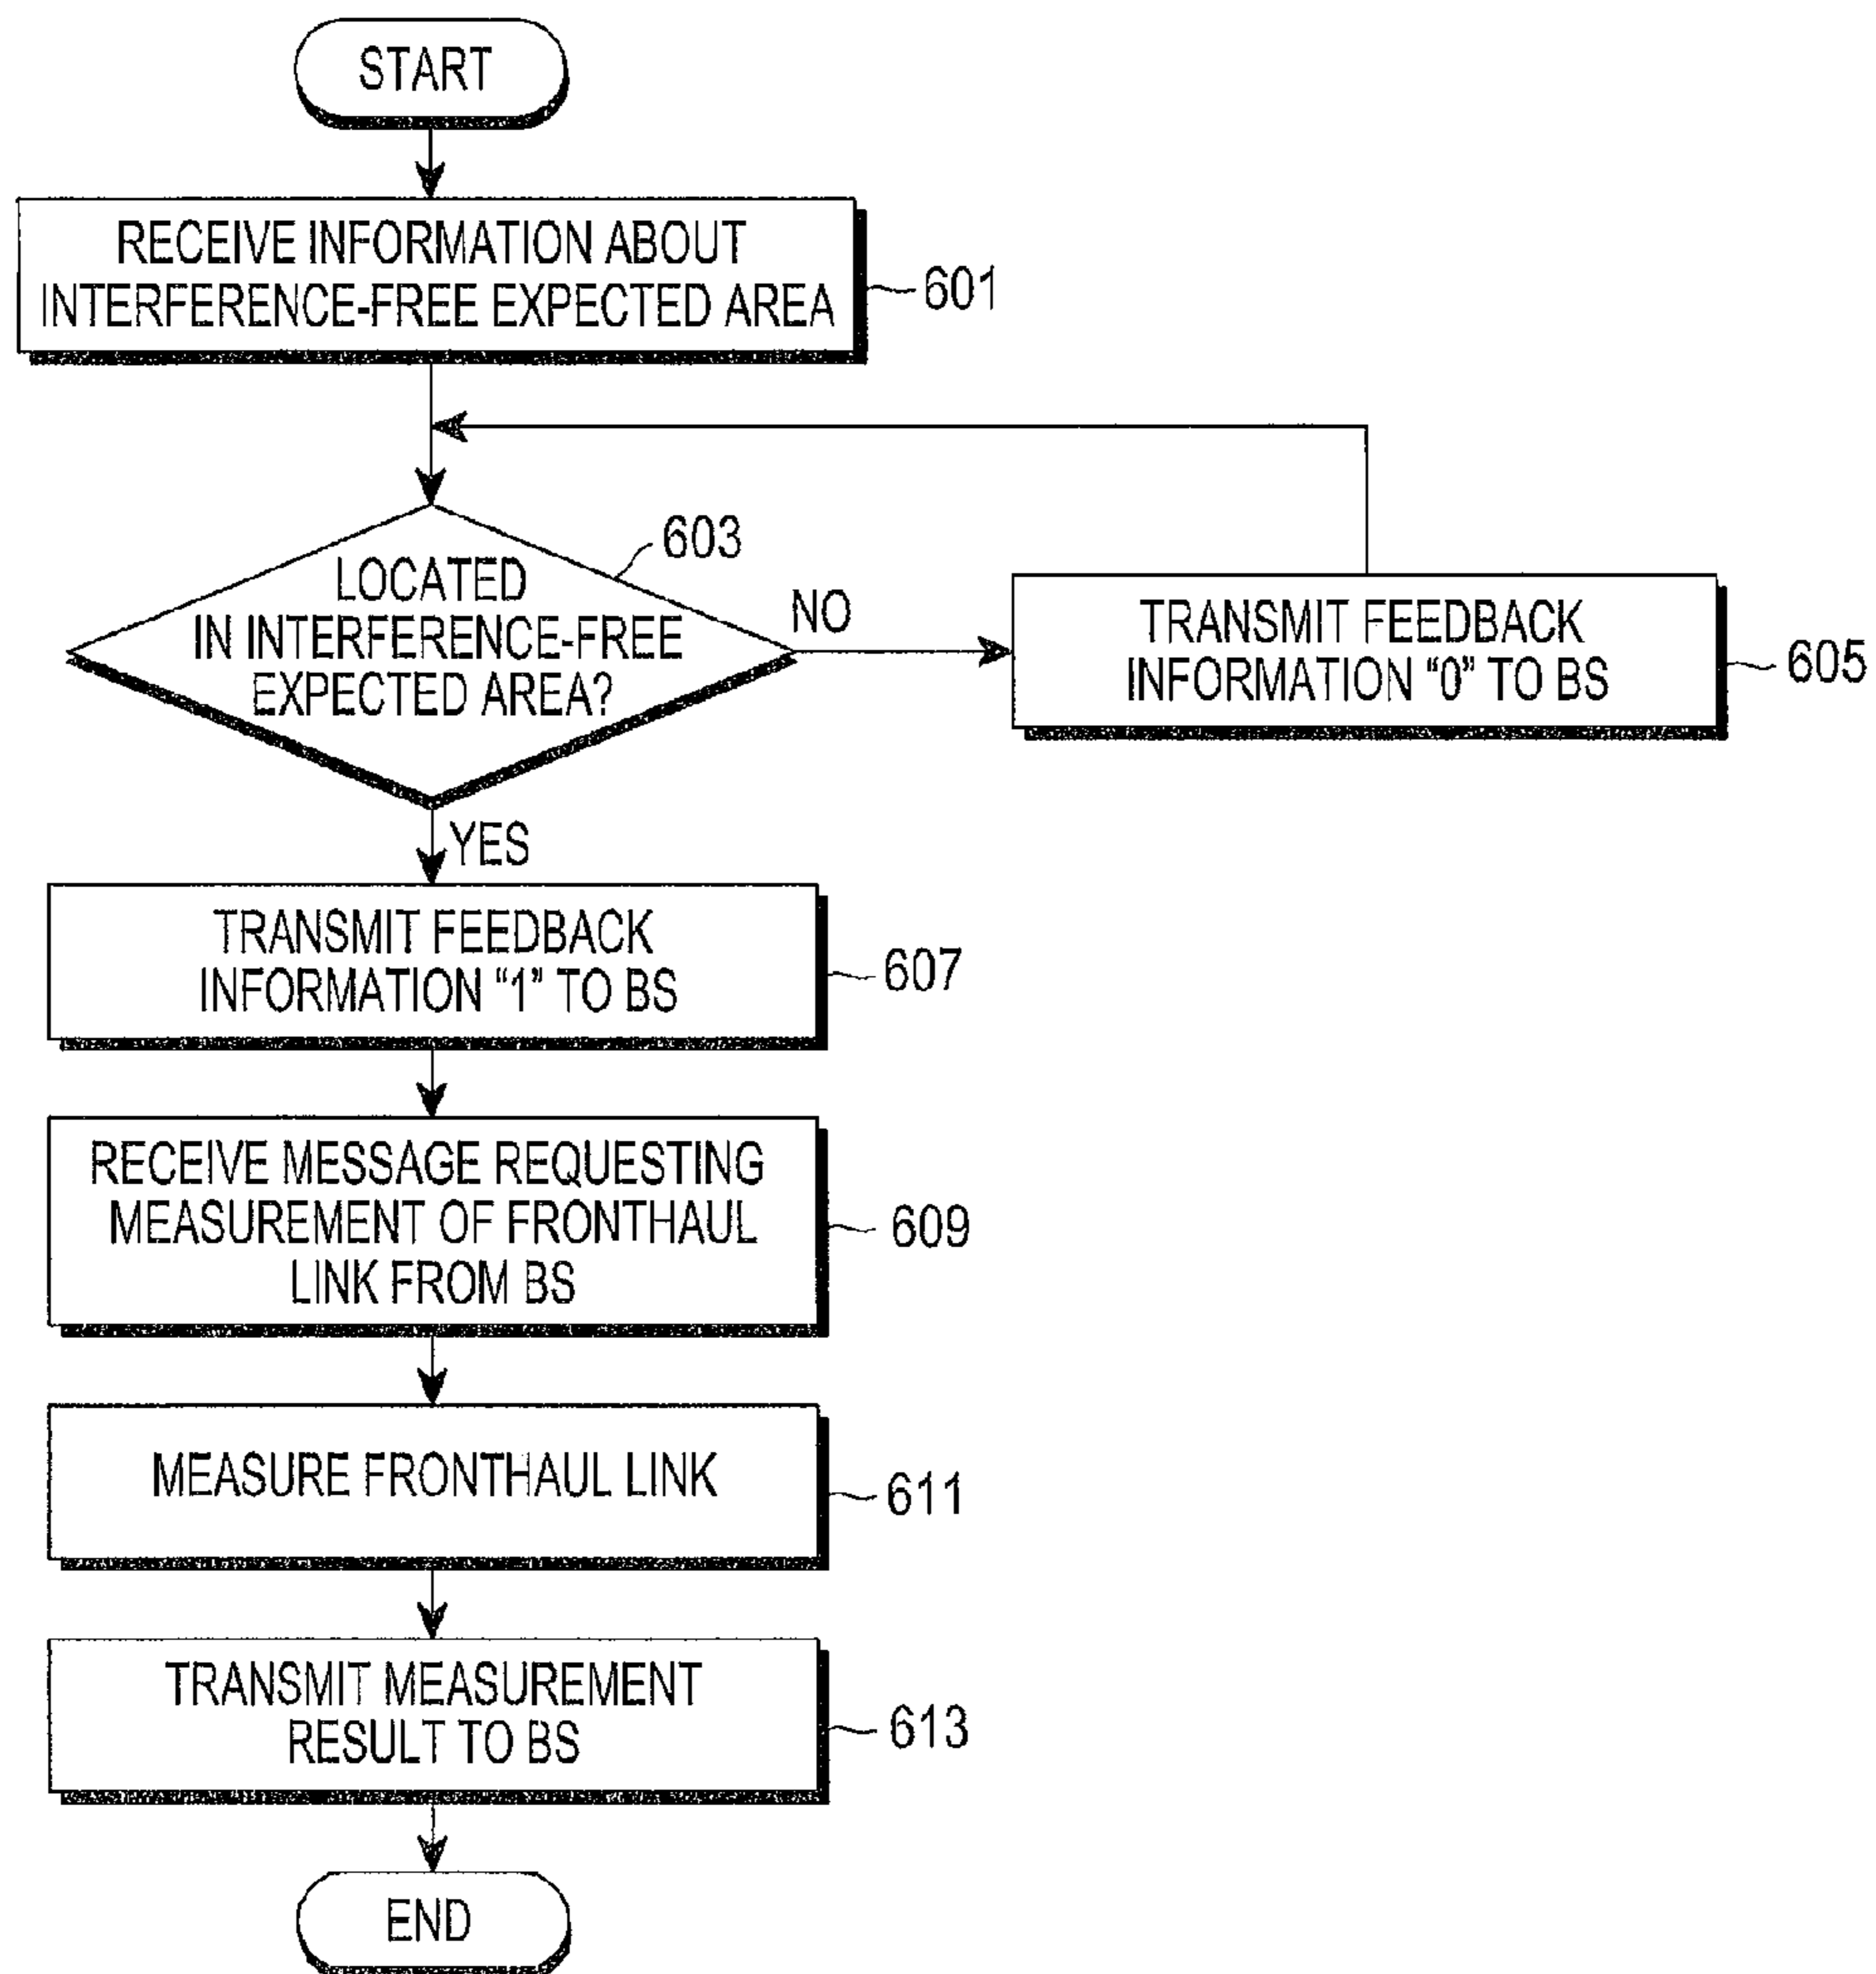 START
RECEIVE INFORMATION ABOUT
INTERFERENCE-FREE EXPECTED AREA
601
603
LOCATED
IN INTERFERENCE-FREE
EXPECTED AREA?
NO
TRANSMIT FEEDBACK
INFORMATION “0” TO BS
605
YES
TRANSMIT FEEDBACK
INFORMATION “1” TO BS
607
RECEIVE MESSAGE REQUESTING
MEASUREMENT OF FRONTHAUL
LINK FROM BS
609
MEASURE FRONTHAUL LINK
611
TRANSMIT MEASUREMENT
RESULT TO BS
613
END